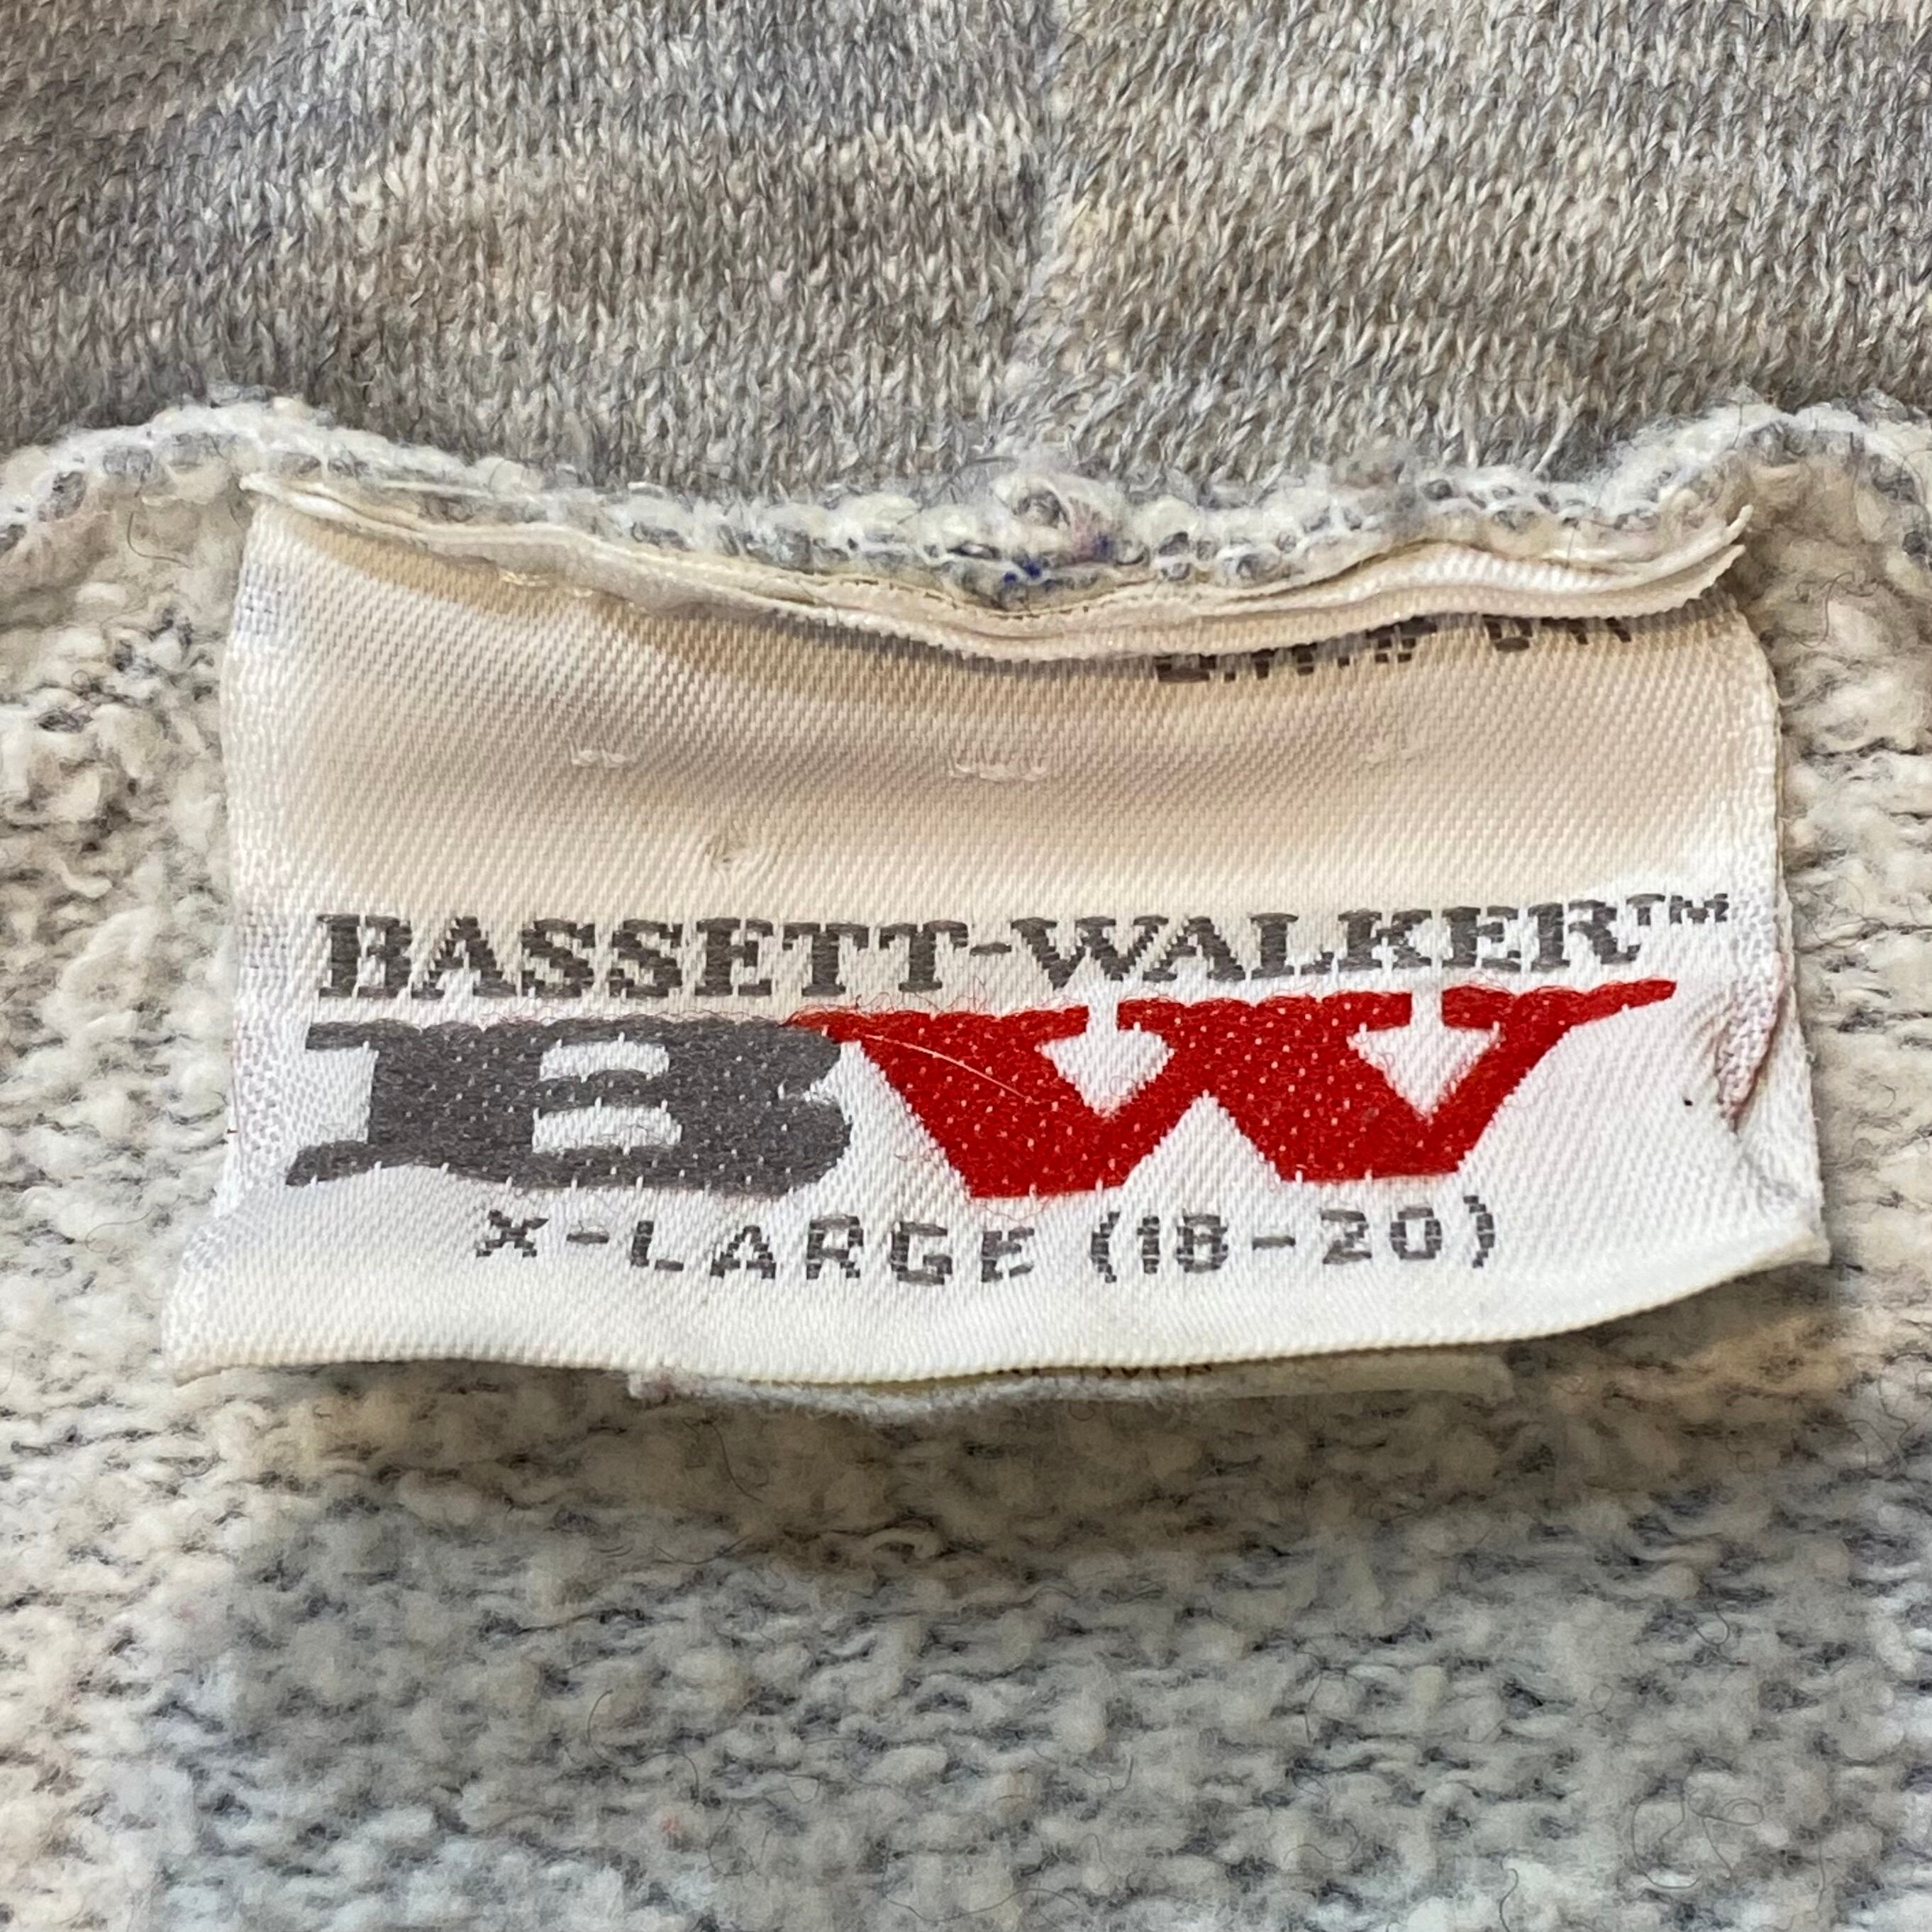 BASSETT-WALKER™
BW
X-LARGE (18-20)